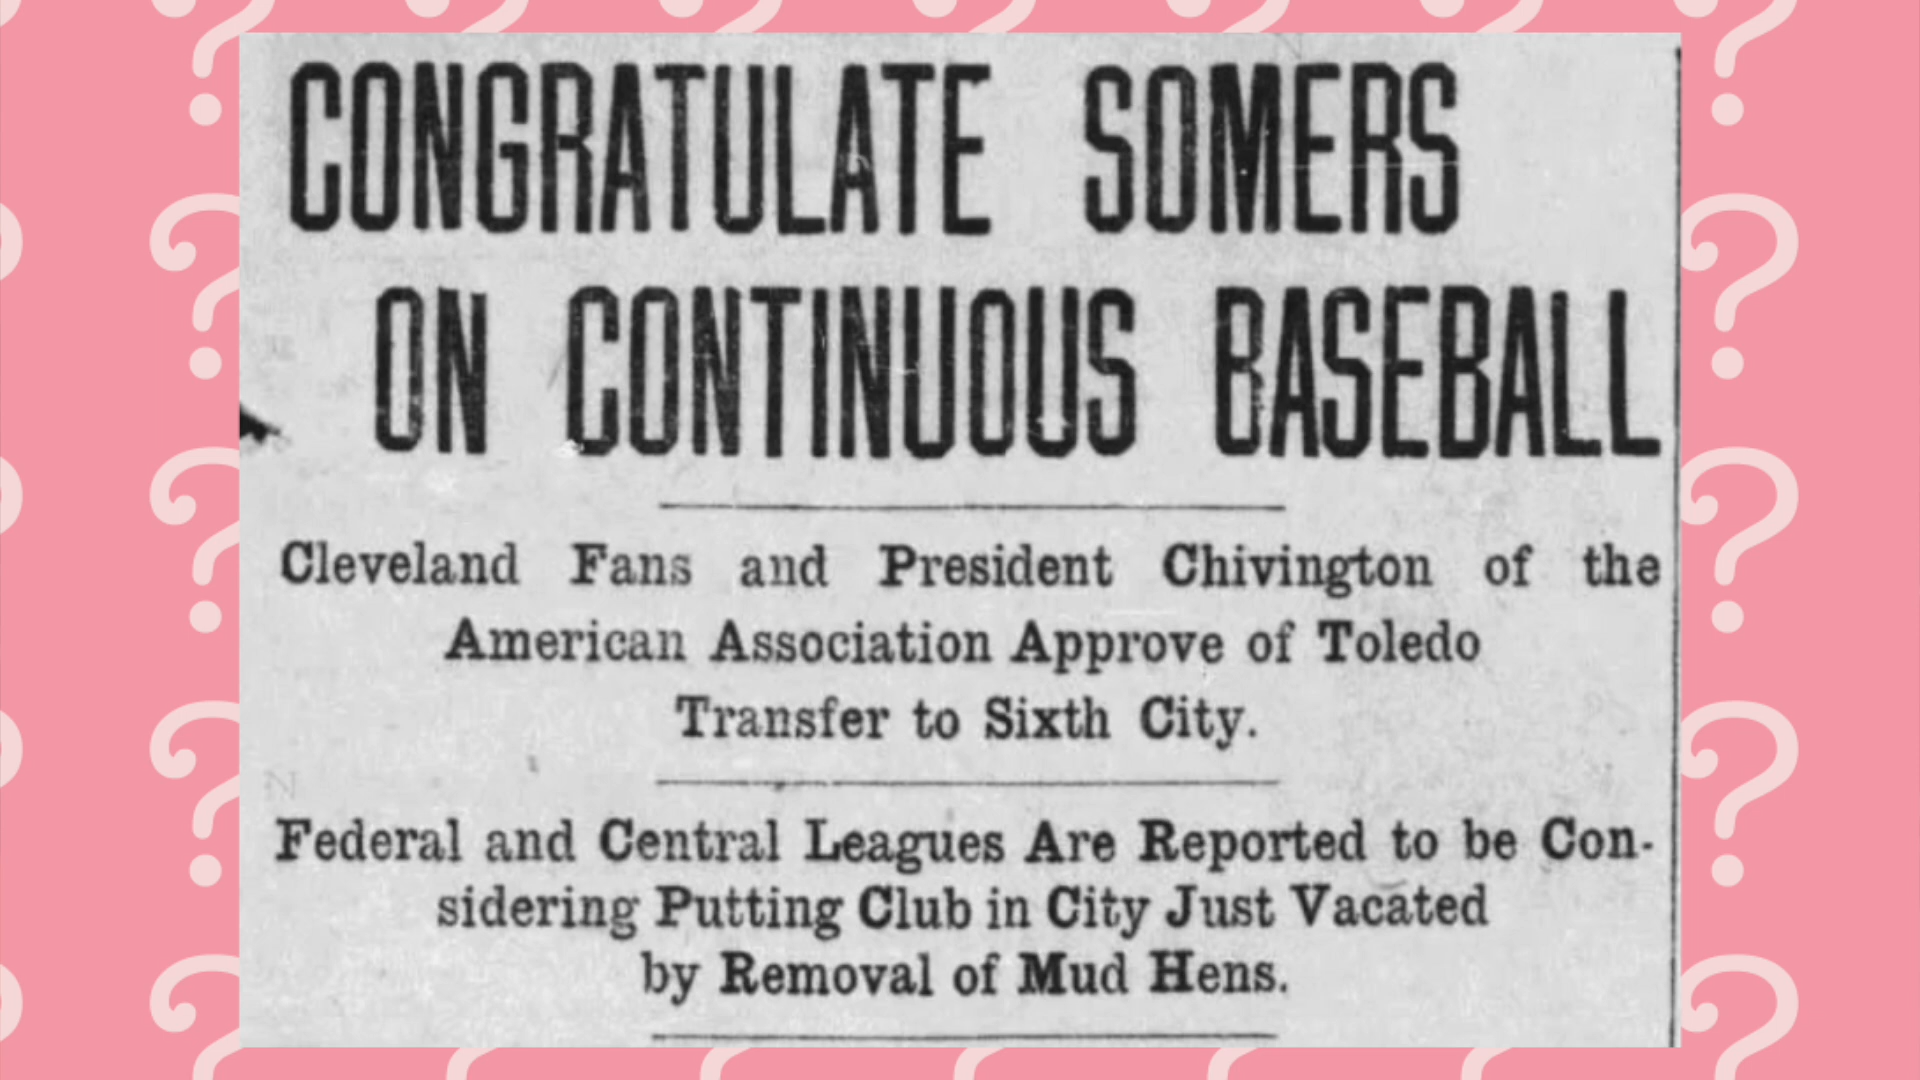 CONGRATULATE SOMERS
ON CONTINUOUS BASEBALL
Cleveland Fans and President Chivington of the
American Association Approve of Toledo
Transfer to Sixth City.
Federal and Central Leagues Are Reported to be Con-
sidering Putting Club in City Just Vacated
by Removal of Mud Hens.